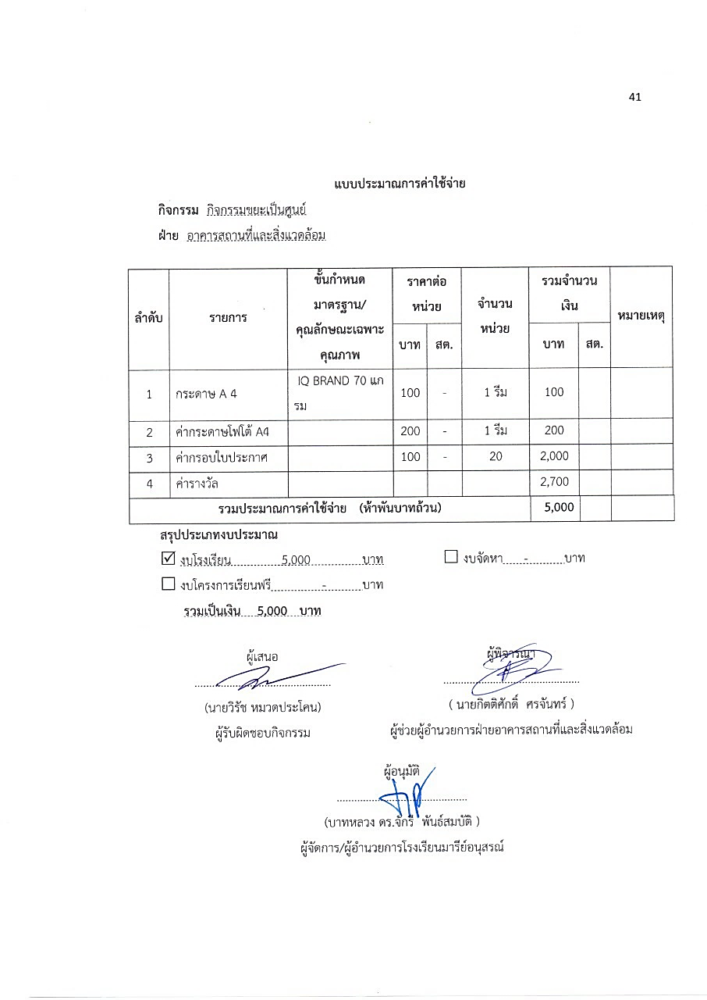 41
แบบประมาณการค่าใช้จ่าย
กิจกรรม กิจกรรมขยะเป็นศูนย์
ฝ่าย อาคารสถานที่และสิ่งแวดล้อม
ลำดับ รายการ ขั้นกำหนดมาตรฐาน/คุณลักษณะเฉพาะคุณภาพ ราคาต่อหน่วย จำนวนหน่วย รวมจำนวนเงิน หมายเหตุ
บาท สต. บาท สต.
1 กระดาษ A 4 IQ BRAND 70 แกรม 100 - 1 รีม 100
2 ค่ากระดาษโฟโต้ A4 200 - 1 รีม 200
3 ค่ากรอบใบประกาศ 100 - 20 2,000
4 ค่ารางวัล 2,700
รวมประมาณการค่าใช้จ่าย (ห้าพันบาทถ้วน) 5,000
สรุปประเภทงบประมาณ
☑ งบโรงเรียน 5,000 บาท ☐ งบจัดหา - บาท
☐ งบโครงการเรียนฟรี - บาท
รวมเป็นเงิน 5,000 บาท
ผู้เสนอ ผู้พิจารณา
(นายวิรัช หมวดประโคน) ( นายกิตติศักดิ์ ศรจันทร์ )
ผู้รับผิดชอบกิจกรรม ผู้ช่วยผู้อำนวยการฝ่ายอาคารสถานที่และสิ่งแวดล้อม
ผู้อนุมัติ
(บาทหลวง ดร.จักรี พันธ์สมบัติ )
ผู้จัดการ/ผู้อำนวยการโรงเรียนมารีย์อนุสรณ์